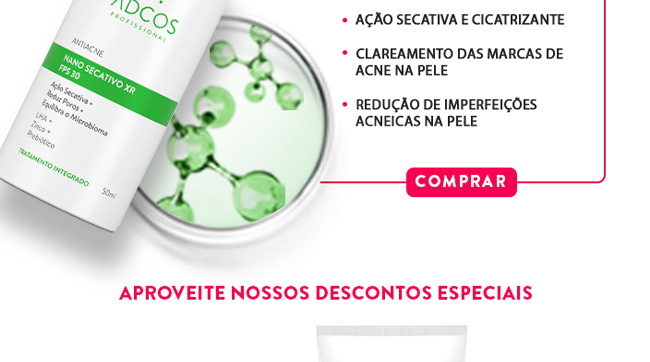 ADCOS
PROFISSIONAL
ANTIACNE
NANO SECATIVO XR
FPS 30
Ação Secativa •
Reduz Poros •
Equilibra o Microbioma
LHA +
Zinco +
Prebiótico
TRATAMENTO INTEGRADO
50ml
• AÇÃO SECATIVA E CICATRIZANTE
• CLAREAMENTO DAS MARCAS DE
ACNE NA PELE
• REDUÇÃO DE IMPERFEIÇÕES
ACNEICAS NA PELE
COMPRAR
APROVEITE NOSSOS DESCONTOS ESPECIAIS